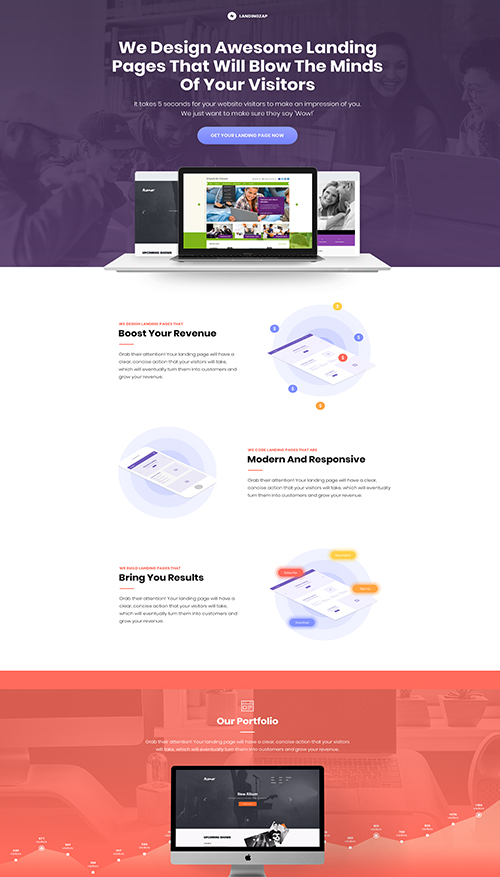 LANDINGZAP
We Design Awesome Landing
Pages That Will Blow The Minds
Of Your Visitors
It takes 5 seconds for your website visitors to make an impression of you.
We just want to make sure they say 'Wow!'
GET YOUR LANDING PAGE NOW
UPCOMING SHOWS
WE DESIGN LANDING PAGES THAT
Boost Your Revenue
Grab their attention! Your landing page will have a
clear, concise action that your visitors will take,
which will eventually turn them into customers and
grow your revenue.
WE CODE LANDING PAGES THAT ARE
Modern And Responsive
Grab their attention! Your landing page will have a clear,
concise action that your visitors will take, which will eventually
turn them into customers and grow your revenue.
WE BUILD LANDING PAGES THAT
Bring You Results
Grab their attention! Your landing page will have a
clear, concise action that your visitors will take,
which will eventually turn them into customers and
grow your revenue.
Our Portfolio
Grab their attention! Your landing page will have a clear, concise action that your visitors
will take, which will eventually turn them into customers and grow your revenue.
New Album
UPCOMING SHOWS